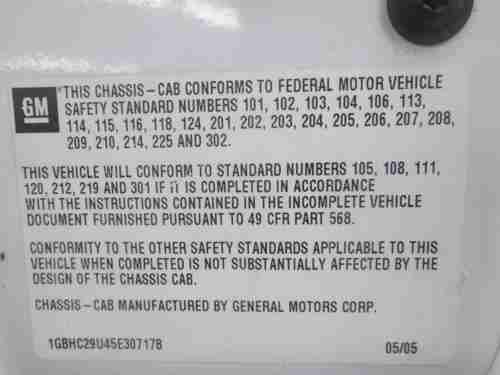 GM
*THIS CHASSIS-CAB CONFORMS TO FEDERAL MOTOR VEHICLE
SAFETY STANDARD NUMBERS 101, 102, 103, 104, 106, 113,
114, 115, 116, 118, 124, 201, 202, 203, 204, 205, 206, 207, 208,
209, 210, 214, 225 AND 302.
THIS VEHICLE WILL CONFORM TO STANDARD NUMBERS 105, 108, 111,
120, 212, 219 AND 301 IF IT IS COMPLETED IN ACCORDANCE
WITH THE INSTRUCTIONS CONTAINED IN THE INCOMPLETE VEHICLE
DOCUMENT FURNISHED PURSUANT TO 49 CFR PART 568.
CONFORMITY TO THE OTHER SAFETY STANDARDS APPLICABLE TO THIS
VEHICLE WHEN COMPLETED IS NOT SUBSTANTIALLY AFFECTED BY THE
DESIGN OF THE CHASSIS CAB.
CHASSIS-CAB MANUFACTURED BY GENERAL MOTORS CORP.
1GBHC29U45E307178 05/05